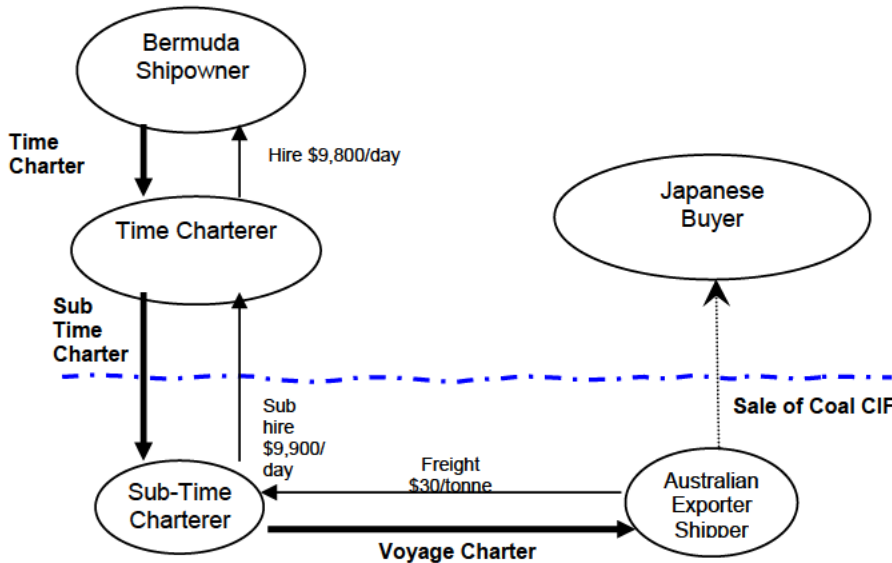 Bermuda
Shipowner
Time
Charter
Hire $9,800/day
Time Charterer
Japanese
Buyer
Sub
Time
Charter
Sub
hire
$9,900/
day
Sale of Coal CIF
Freight
$30/tonne
Sub-Time
Charterer
Australian
Exporter
Shipper
Voyage Charter